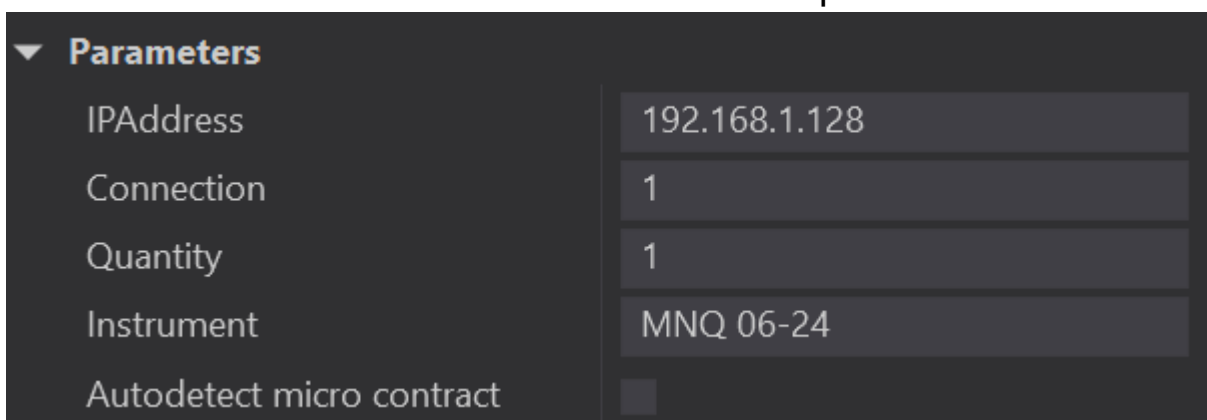 Parameters
IPAddress 192.168.1.128
Connection 1
Quantity 1
Instrument MNQ 06-24
Autodetect micro contract